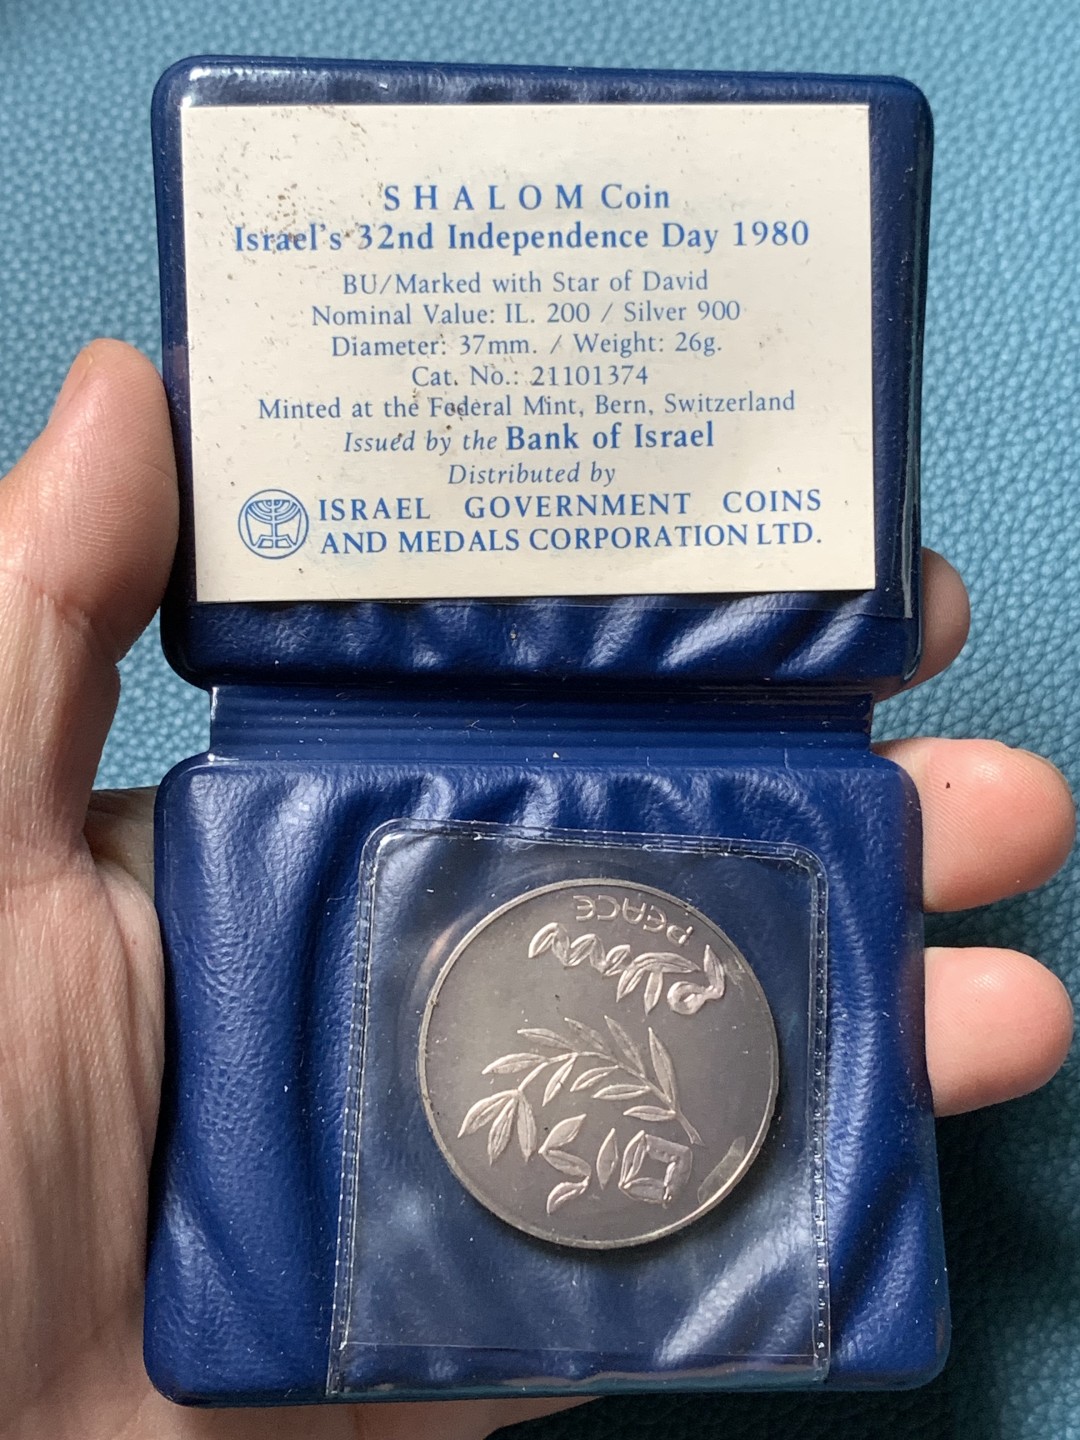 SHALOM Coin
Israel's 32nd Independence Day 1980
BU/Marked with Star of David
Nominal Value: IL. 200 / Silver 900
Diameter: 37mm. / Weight: 26g.
Cat. No.: 21101374
Minted at the Federal Mint, Bern, Switzerland
Issued by the Bank of Israel
Distributed by
ISRAEL GOVERNMENT COINS
AND MEDALS CORPORATION LTD.
שלום
سلام
PEACE